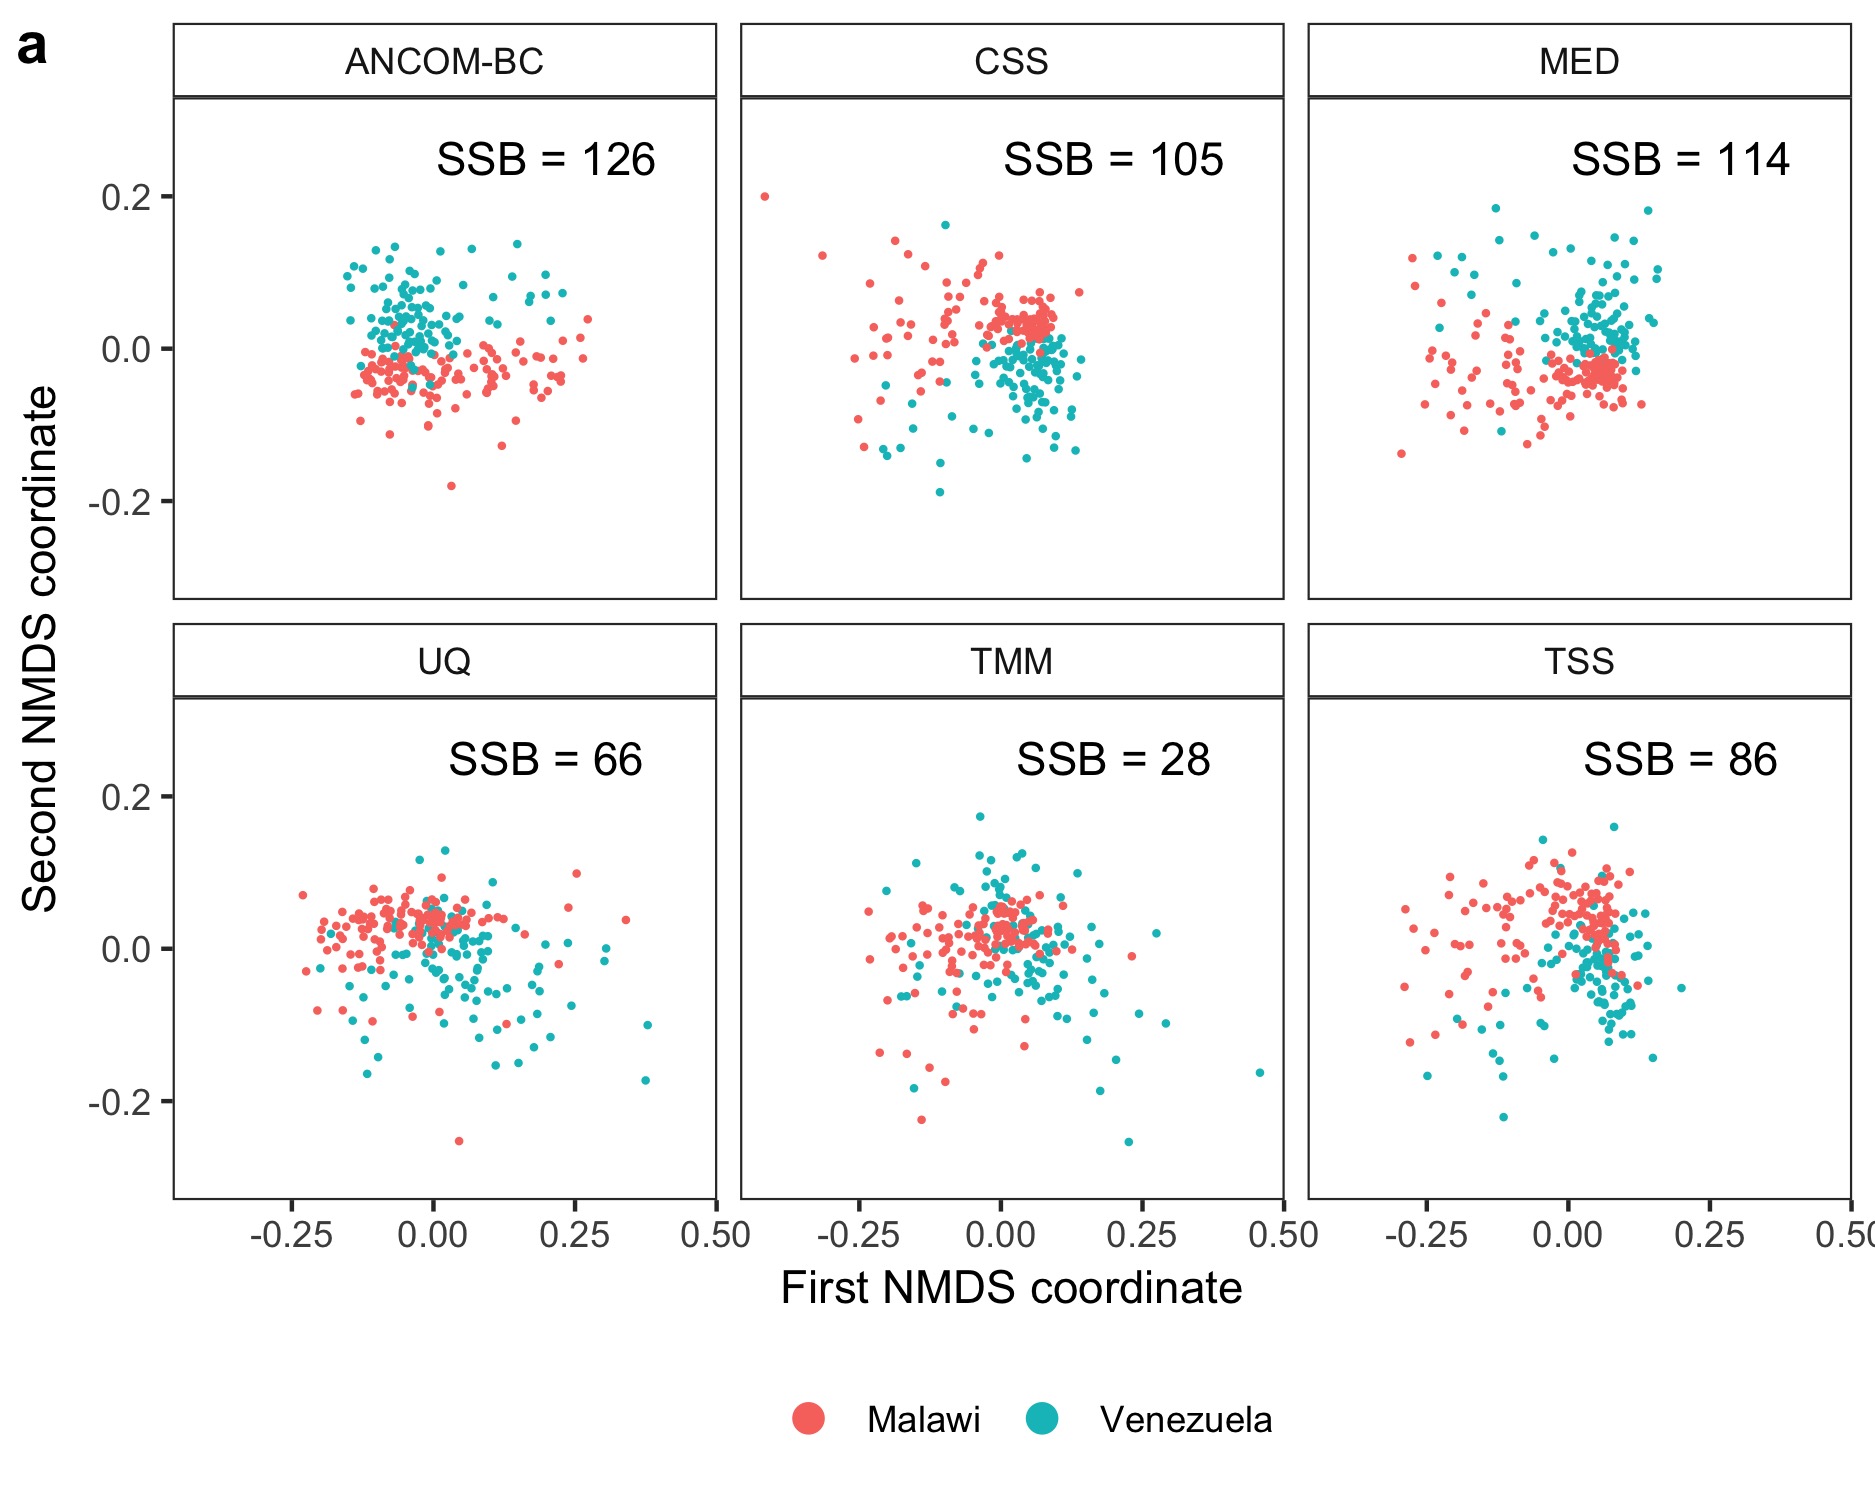 a
ANCOM-BC
CSS
MED
SSB = 126
SSB = 105
SSB = 114
0.2
0.0
-0.2
UQ
TMM
TSS
SSB = 66
SSB = 28
SSB = 86
0.2
0.0
-0.2
Second NMDS coordinate
-0.25 0.00 0.25 0.50
-0.25 0.00 0.25 0.50
-0.25 0.00 0.25 0.50
First NMDS coordinate
Malawi Venezuela